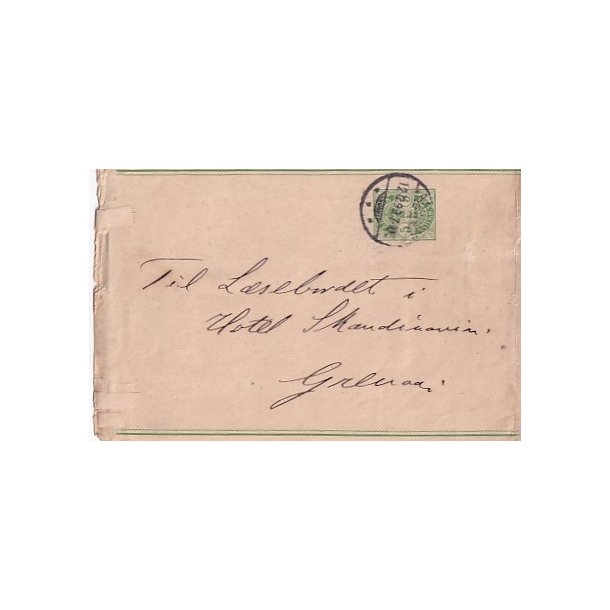 Til Læsebordet i
Hotel Skandinavien.
Grenaa